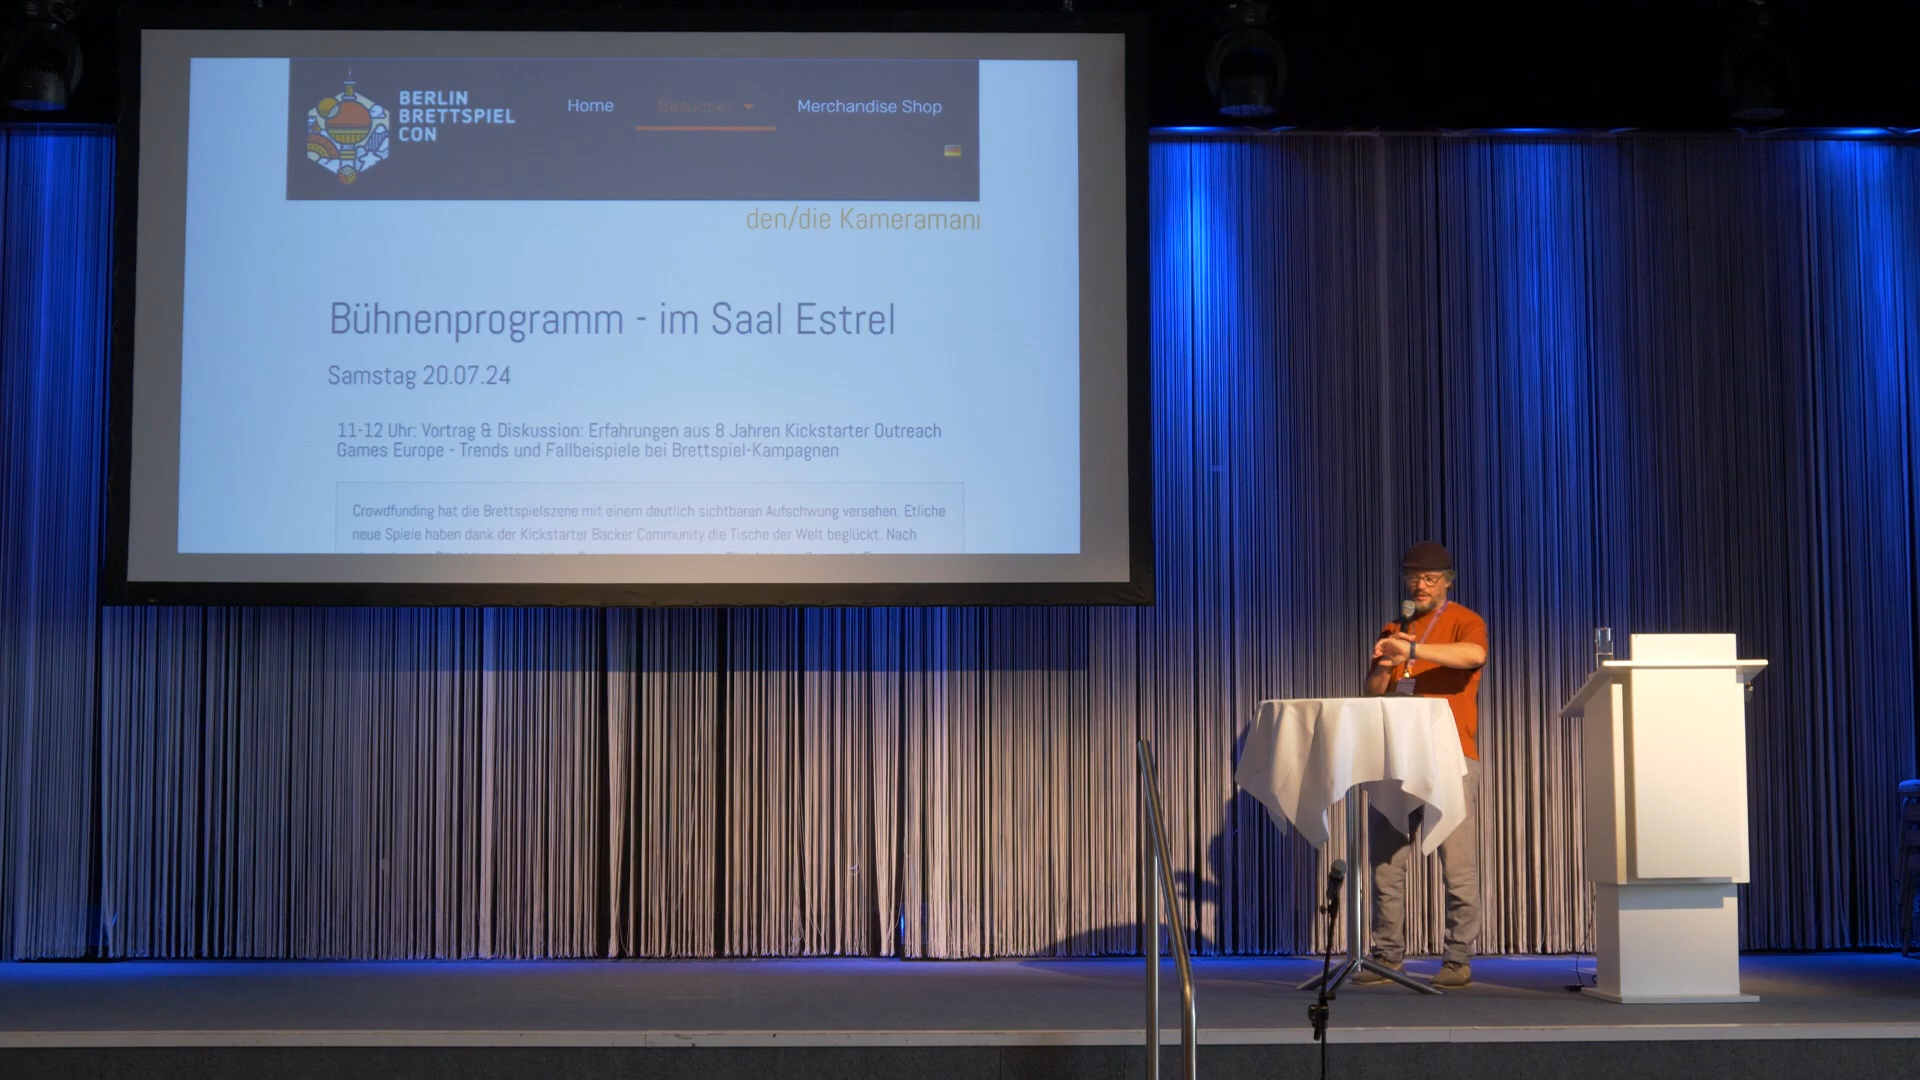 BERLIN
BRETTSPIEL
CON
Home
Besucher
Merchandise Shop
den/die Kameramani
Bühnenprogramm - im Saal Estrel
Samstag 20.07.24
11-12 Uhr: Vortrag & Diskussion: Erfahrungen aus 8 Jahren Kickstarter Outreach
Games Europe - Trends und Fallbeispiele bei Brettspiel-Kampagnen
Crowdfunding hat die Brettspielszene mit einem deutlich sichtbaren Aufschwung versehen. Etliche
neue Spiele haben dank der Kickstarter Backer Community die Tische der Welt beglückt. Nach